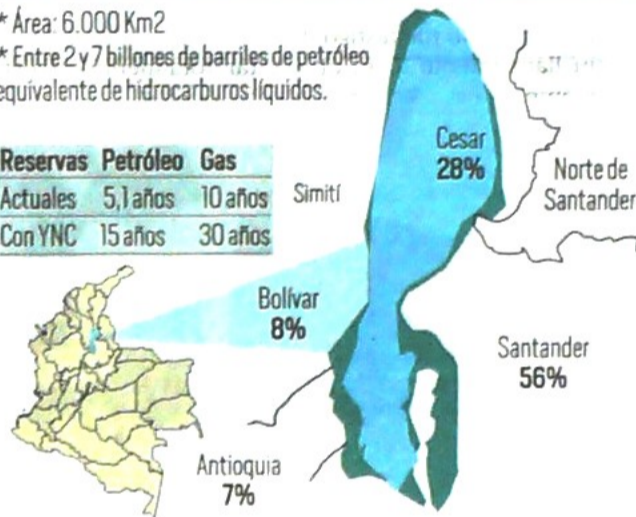 * Área: 6.000 Km2
* Entre 2 y 7 billones de barriles de petróleo
equivalente de hidrocarburos líquidos.
Reservas Petróleo Gas
Actuales 5,1 años 10 años
Con YNC 15 años 30 años
Simití
Cesar
28%
Norte de
Santander
Bolívar
8%
Santander
56%
Antioquia
7%